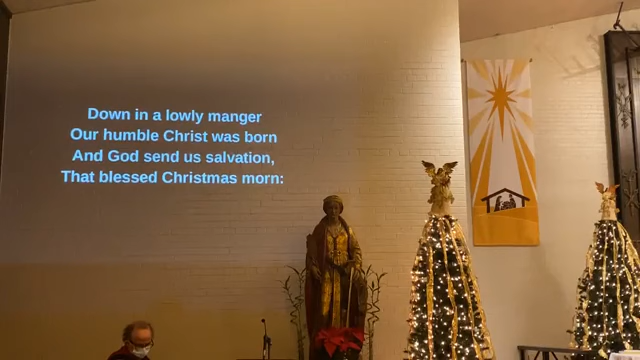 Down in a lowly manger
Our humble Christ was born
And God send us salvation,
That blessed Christmas morn: